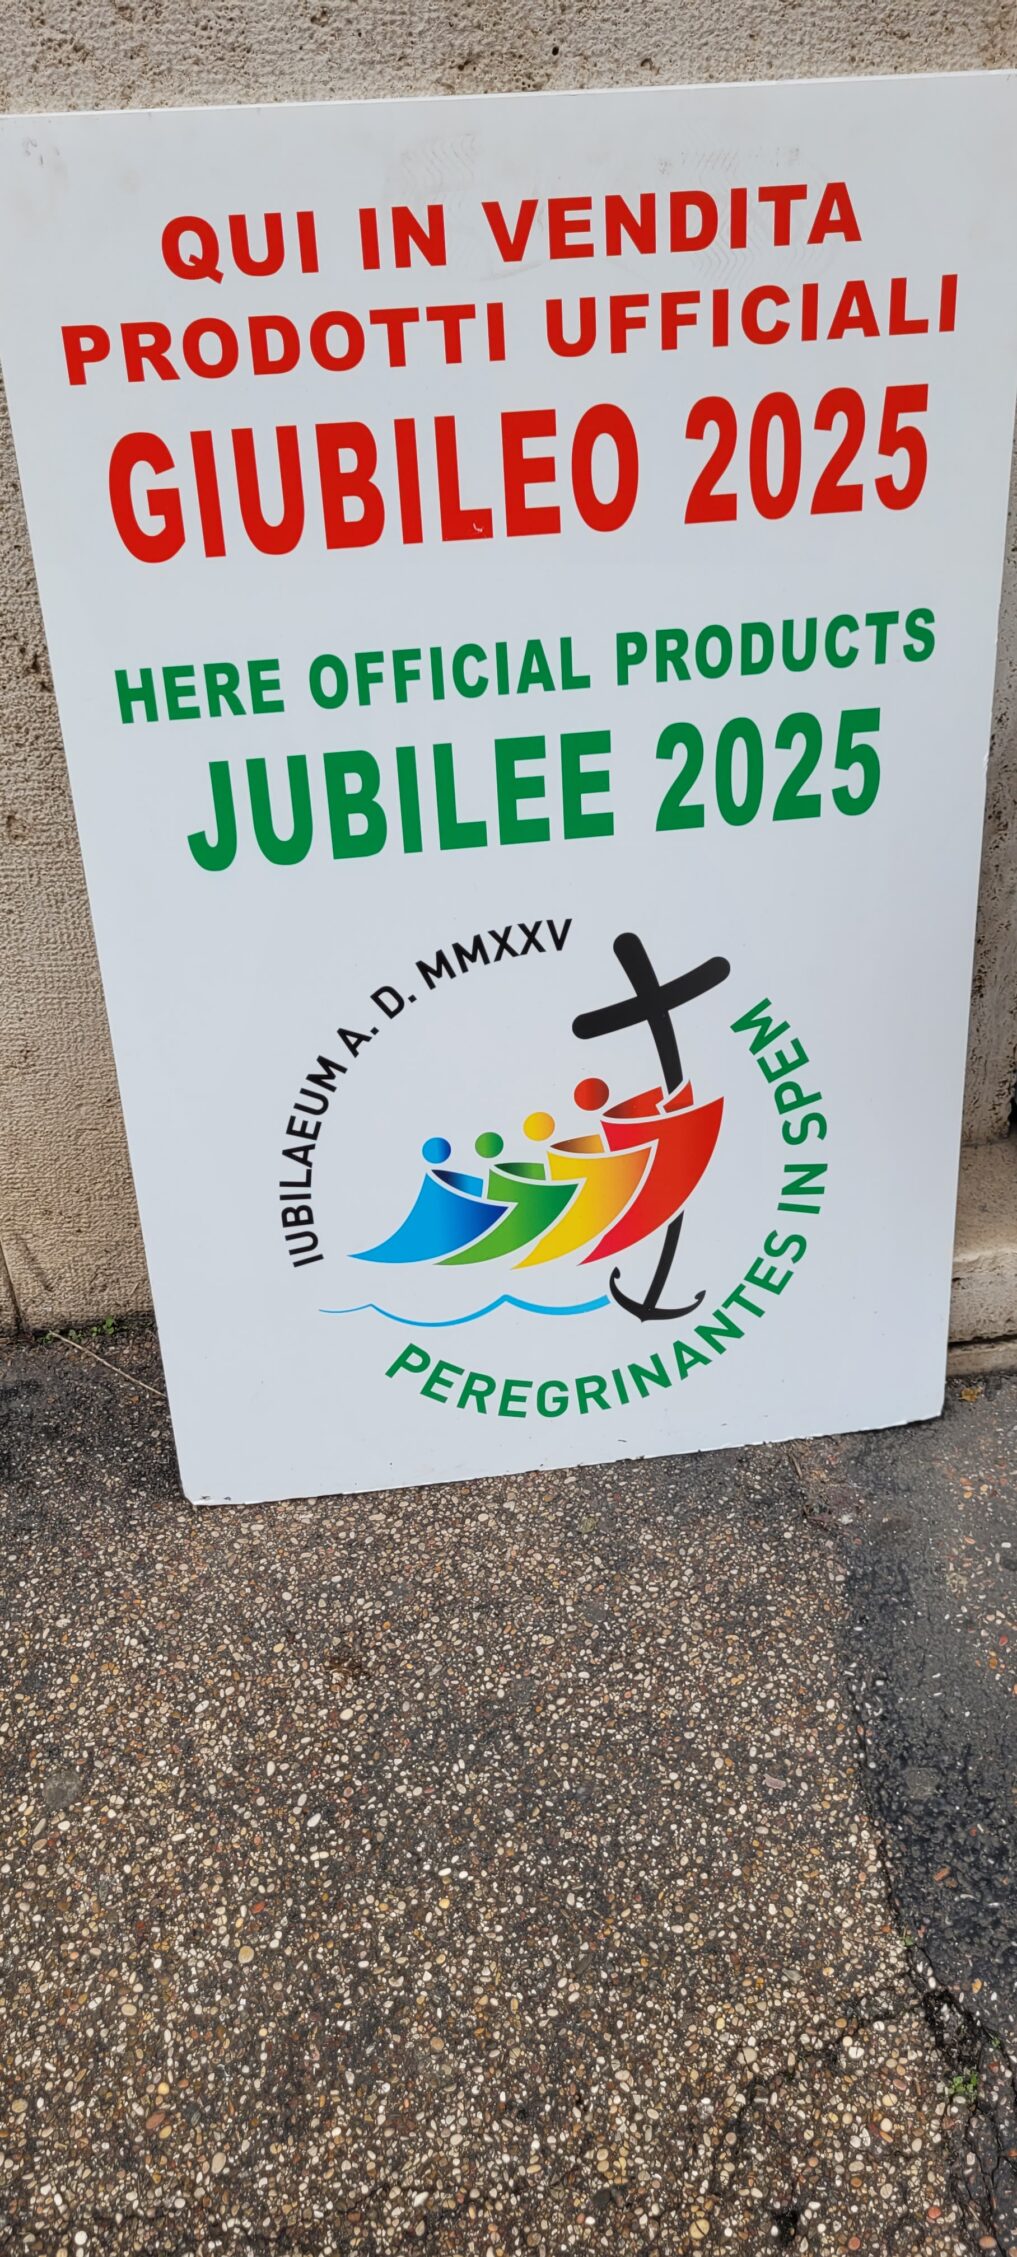 QUI IN VENDITA
PRODOTTI UFFICIALI
GIUBILEO 2025
HERE OFFICIAL PRODUCTS
JUBILEE 2025
IUBILAEUM A. D. MMXXV
PEREGRINANTES IN SPEM